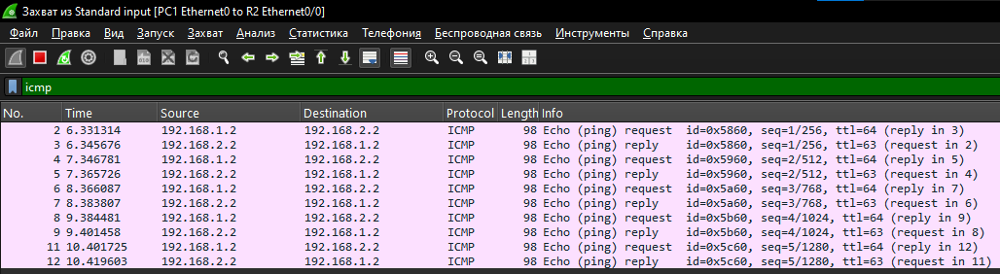 Захват из Standard input [PC1 Ethernet0 to R2 Ethernet0/0]
Файл Правка Вид Запуск Захват Анализ Статистика Телефония Беспроводная связь Инструменты Справка
icmp
No. Time Source Destination Protocol Length Info
2 6.331314 192.168.1.2 192.168.2.2 ICMP 98 Echo (ping) request id=0x5860, seq=1/256, ttl=64 (reply in 3)
3 6.345676 192.168.2.2 192.168.1.2 ICMP 98 Echo (ping) reply id=0x5860, seq=1/256, ttl=63 (request in 2)
4 7.346781 192.168.1.2 192.168.2.2 ICMP 98 Echo (ping) request id=0x5960, seq=2/512, ttl=64 (reply in 5)
5 7.365726 192.168.2.2 192.168.1.2 ICMP 98 Echo (ping) reply id=0x5960, seq=2/512, ttl=63 (request in 4)
6 8.366087 192.168.1.2 192.168.2.2 ICMP 98 Echo (ping) request id=0x5a60, seq=3/768, ttl=64 (reply in 7)
7 8.383807 192.168.2.2 192.168.1.2 ICMP 98 Echo (ping) reply id=0x5a60, seq=3/768, ttl=63 (request in 6)
8 9.384481 192.168.1.2 192.168.2.2 ICMP 98 Echo (ping) request id=0x5b60, seq=4/1024, ttl=64 (reply in 9)
9 9.401458 192.168.2.2 192.168.1.2 ICMP 98 Echo (ping) reply id=0x5b60, seq=4/1024, ttl=63 (request in 8)
11 10.401725 192.168.1.2 192.168.2.2 ICMP 98 Echo (ping) request id=0x5c60, seq=5/1280, ttl=64 (reply in 12)
12 10.419603 192.168.2.2 192.168.1.2 ICMP 98 Echo (ping) reply id=0x5c60, seq=5/1280, ttl=63 (request in 11)